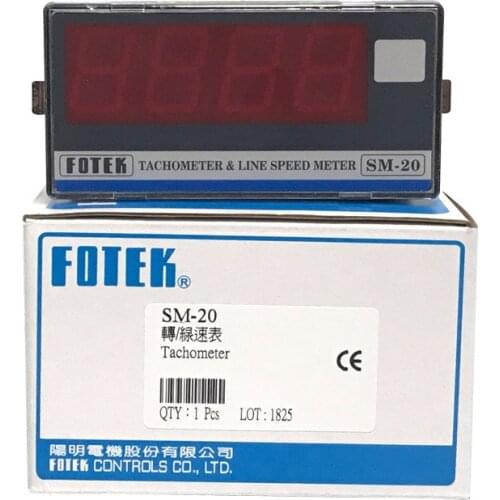 8888
FOTEK TACHOMETER & LINE SPEED METER SM-20
FOTEK®
SM-20
轉/線速表
Tachometer
CE
QTY : 1 Pcs LOT : 1825
陽明電機股份有限公司
FOTEK CONTROLS CO., LTD.